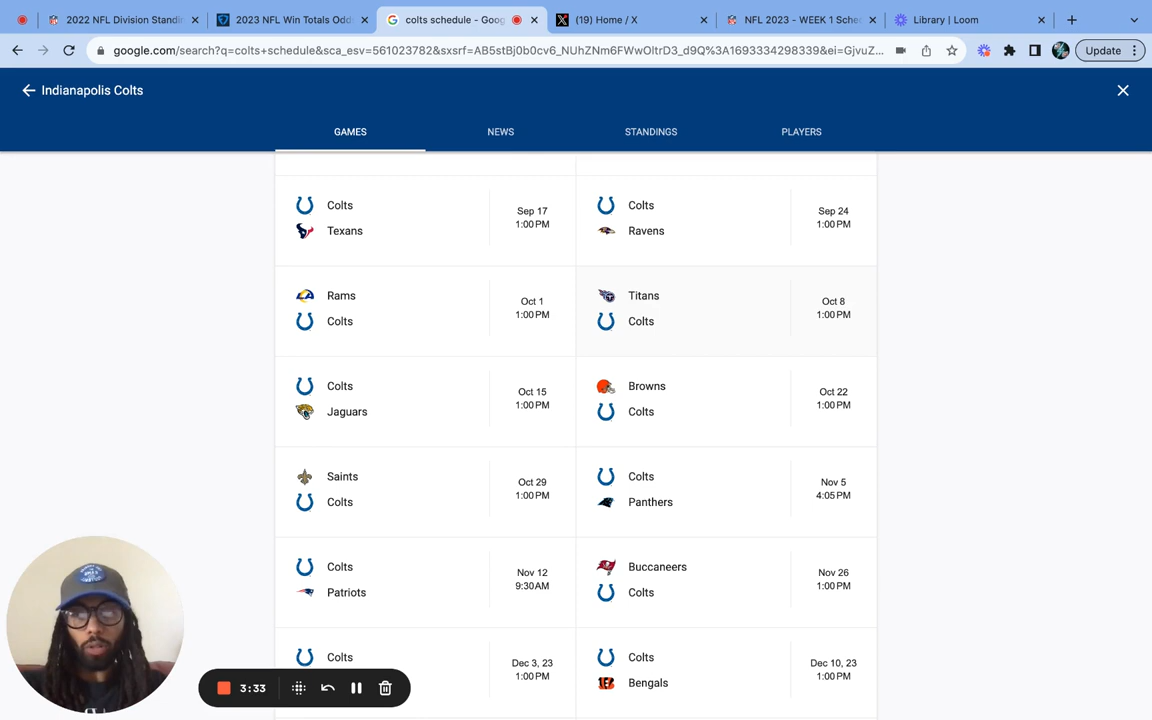 2022 NFL Division Standi
2023 NFL Win Totals Odd
colts schedule - Goog
(19) Home / X
NFL 2023 - WEEK 1 Sche
Library | Loom
google.com/search?q=colts+schedule&sca_esv=561023782&sxsrf=AB5stBj0b0cv6_NUhZNm6FWwOltrD3_d9Q%3A1693334298339&ei=GjvuZ...
Update
Indianapolis Colts
GAMES
NEWS
STANDINGS
PLAYERS
Colts
Texans
Sep 17
1:00 PM
Colts
Ravens
Sep 24
1:00 PM
Rams
Colts
Oct 1
1:00 PM
Titans
Colts
Oct 8
1:00 PM
Colts
Jaguars
Oct 15
1:00 PM
Browns
Colts
Oct 22
1:00 PM
Saints
Colts
Oct 29
1:00 PM
Colts
Panthers
Nov 5
4:05 PM
Colts
Patriots
Nov 12
9:30 AM
Buccaneers
Colts
Nov 26
1:00 PM
Colts
Dec 3, 23
1:00 PM
Colts
Bengals
Dec 10, 23
1:00 PM
3:33